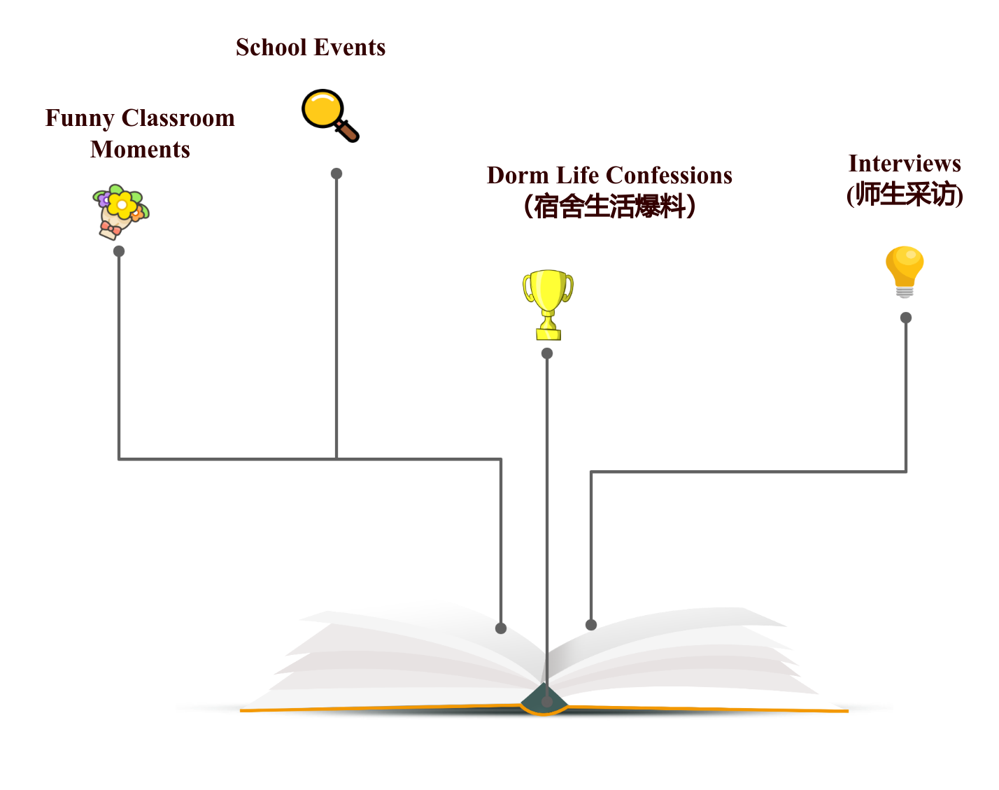 School Events
Funny Classroom
Moments
Dorm Life Confessions
（宿舍生活爆料）
Interviews
(师生采访)